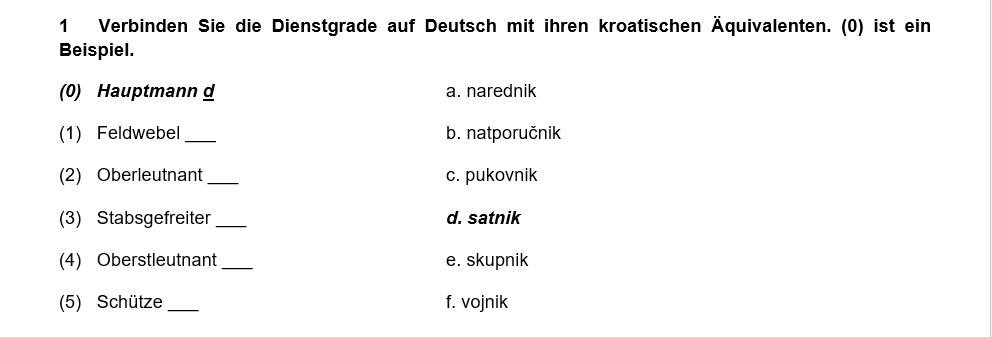 1 Verbinden Sie die Dienstgrade auf Deutsch mit ihren kroatischen Äquivalenten. (0) ist ein
Beispiel.
(0) Hauptmann d a. narednik
(1) Feldwebel ___ b. natporučnik
(2) Oberleutnant ___ c. pukovnik
(3) Stabsgefreiter ___ d. satnik
(4) Oberstleutnant ___ e. skupnik
(5) Schütze ___ f. vojnik